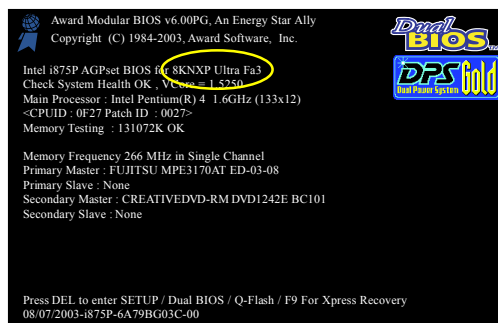 Award Modular BIOS v6.00PG, An Energy Star Ally
Copyright (C) 1984-2003, Award Software, Inc.
Dual
BIOS
DPS Gold
Dual Power System
Intel i875P AGPset BIOS for 8KNXP Ultra Fa3
Check System Health OK , VCore = 1.5250
Main Processor : Intel Pentium(R) 4 1.6GHz (133x12)
<CPUID : 0F27 Patch ID : 0027>
Memory Testing : 131072K OK
Memory Frequency 266 MHz in Single Channel
Primary Master : FUJITSU MPE3170AT ED-03-08
Primary Slave : None
Secondary Master : CREATIVEDVD-RM DVD1242E BC101
Secondary Slave : None
Press DEL to enter SETUP / Dual BIOS / Q-Flash / F9 For Xpress Recovery
08/07/2003-i875P-6A79BG03C-00